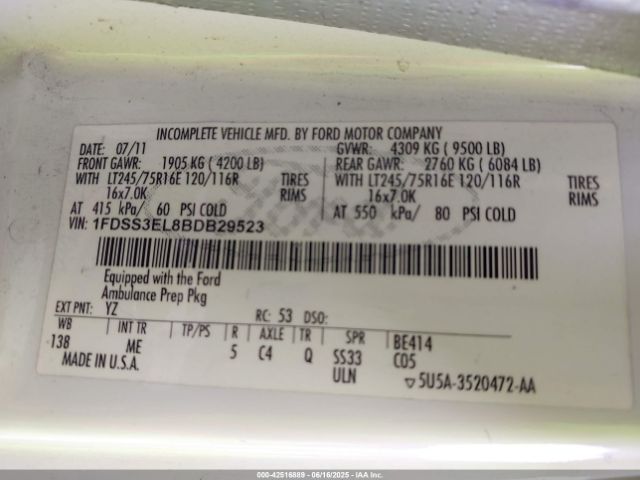 INCOMPLETE VEHICLE MFD. BY FORD MOTOR COMPANY
DATE: 07/11 GVWR: 4309 KG ( 9500 LB)
FRONT GAWR: 1905 KG ( 4200 LB) REAR GAWR: 2760 KG ( 6084 LB)
WITH LT245/75R16E 120/116R TIRES WITH LT245/75R16E 120/116R TIRES
16x7.0K RIMS 16x7.0K RIMS
AT 415 kPa/ 60 PSI COLD AT 550 kPa/ 80 PSI COLD
VIN: 1FDSS3EL8BDB29523
Equipped with the Ford
Ambulance Prep Pkg
EXT PNT: YZ RC: 53 DSO:
WB INT TR TP/PS R AXLE TR SPR BE414
138 ME 5 C4 Q SS33 C05
MADE IN U.S.A. ULN 5U5A-3520472-AA
000-42516889 - 06/16/2025 - IAA Inc.